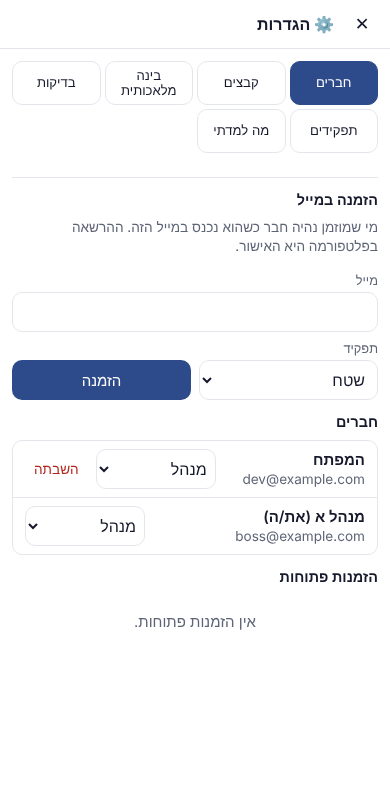 ⚙️ הגדרות ✕
חברים
קבצים
בינה
מלאכותית
בדיקות
תפקידים
מה למדתי
הזמנה במייל
מי שמוזמן נהיה חבר כשהוא נכנס במייל הזה. ההרשאה
בפלטפורמה היא האישור.
מייל
תפקיד
שטח
הזמנה
חברים
המפתח
dev@example.com
מנהל
השבתה
מנהל א (את/ה)
boss@example.com
מנהל
הזמנות פתוחות
אין הזמנות פתוחות.